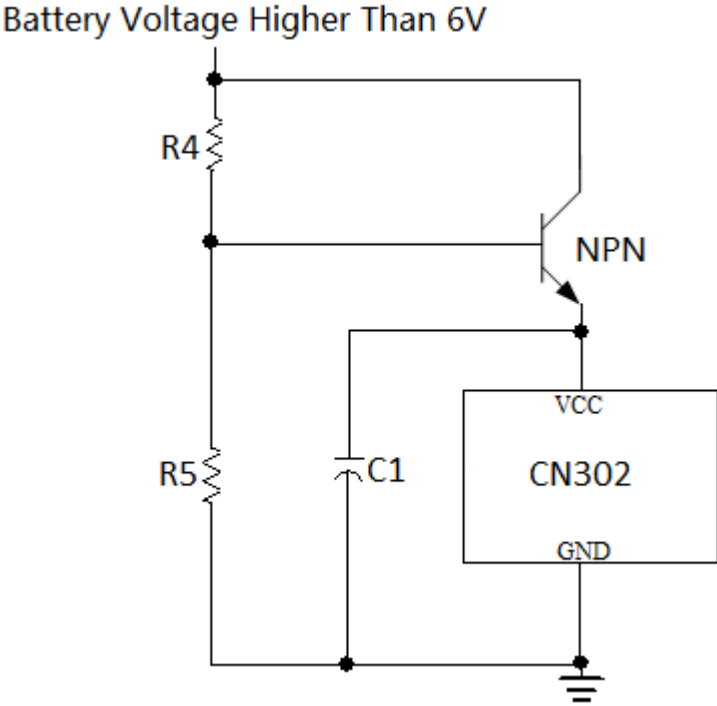 Battery Voltage Higher Than 6V
R4
NPN
VCC
R5
C1
CN302
GND